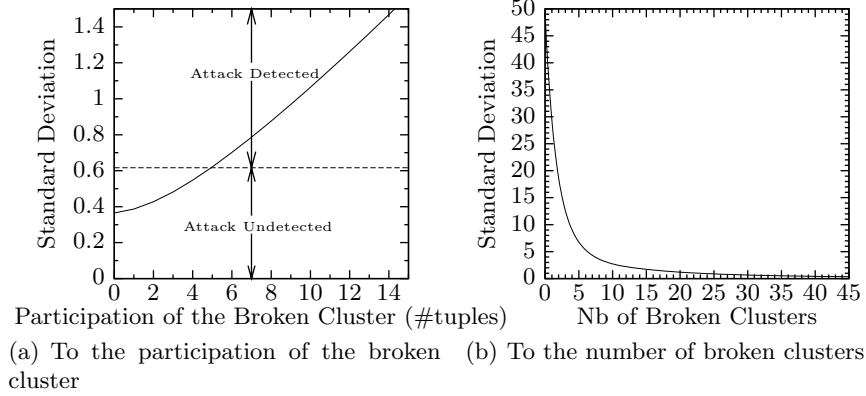 1.4
1.2
1
0.8
0.6
0.4
0.2
0
Standard Deviation
Attack Detected
Attack Undetected
0 2 4 6 8 10 12 14
Participation of the Broken Cluster (#tuples)
(a) To the participation of the broken
cluster
50
45
40
35
30
25
20
15
10
5
0
Standard Deviation
0 5 10 15 20 25 30 35 40 45
Nb of Broken Clusters
(b) To the number of broken clusters